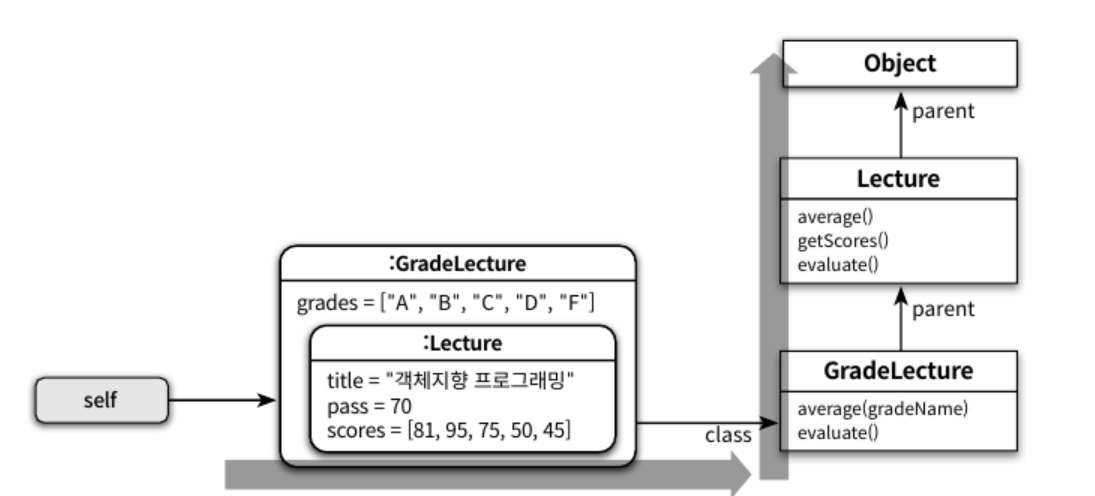 Object
parent
Lecture
average()
getScores()
evaluate()
:GradeLecture
grades = ["A", "B", "C", "D", "F"]
parent
:Lecture
GradeLecture
title = "객체지향 프로그래밍"
self
pass = 70
average(gradeName)
scores = [81, 95, 75, 50, 45]
class
evaluate()